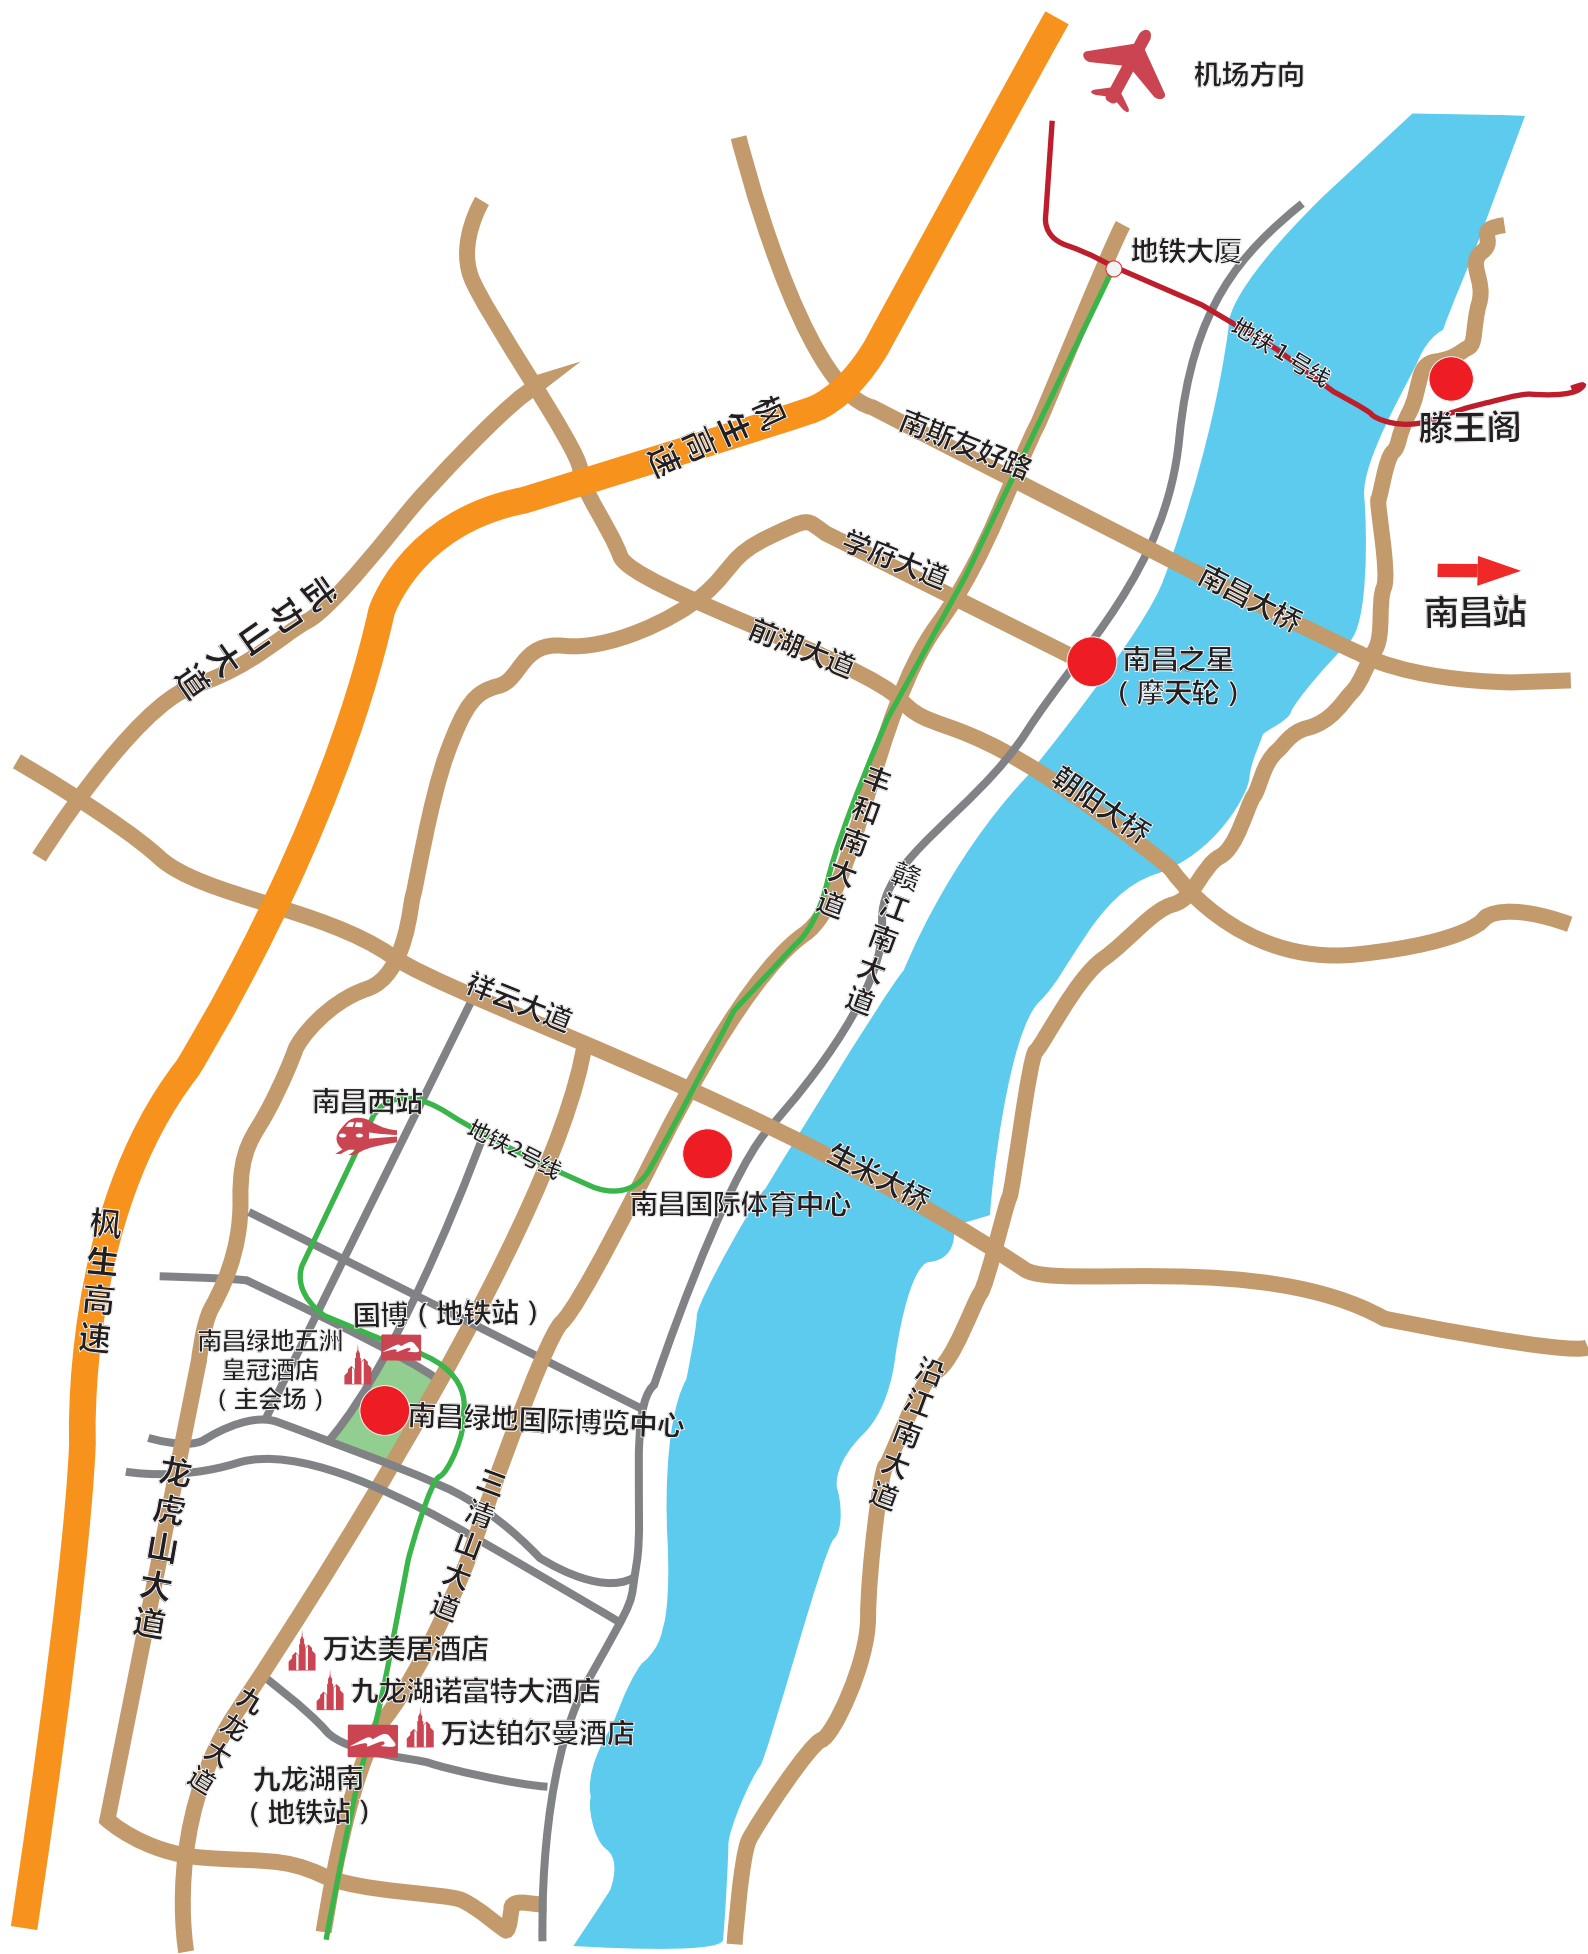 机场方向
地铁大厦
地铁1号线
滕王阁
枫生高速
南斯友好路
学府大道
南昌大桥
南昌站
武功山大道
前湖大道
南昌之星
（摩天轮）
朝阳大桥
丰和南大道
赣江南大道
祥云大道
南昌西站
地铁2号线
南昌国际体育中心
生米大桥
枫生高速
国博（地铁站）
南昌绿地五洲
皇冠酒店
（主会场）
南昌绿地国际博览中心
沿江南大道
龙虎山大道
三清山大道
万达美居酒店
九龙湖诺富特大酒店
万达铂尔曼酒店
九龙大道
九龙湖南
（地铁站）